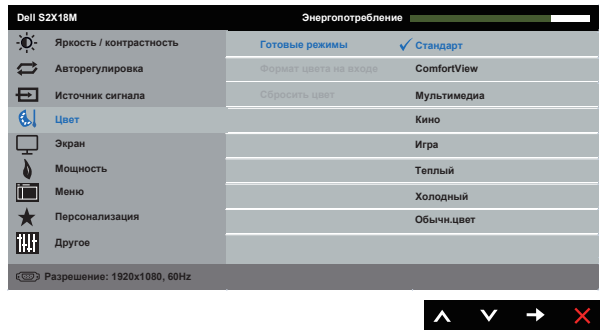 Dell S2X18M Энергопотребление
Яркость / контрастность Готовые режимы Стандарт
Авторегулировка Формат цвета на входе ComfortView
Источник сигнала Сбросить цвет Мультимедиа
Цвет Кино
Экран Игра
Мощность Теплый
Меню Холодный
Персонализация Обычн.цвет
Другое
Разрешение: 1920x1080, 60Hz